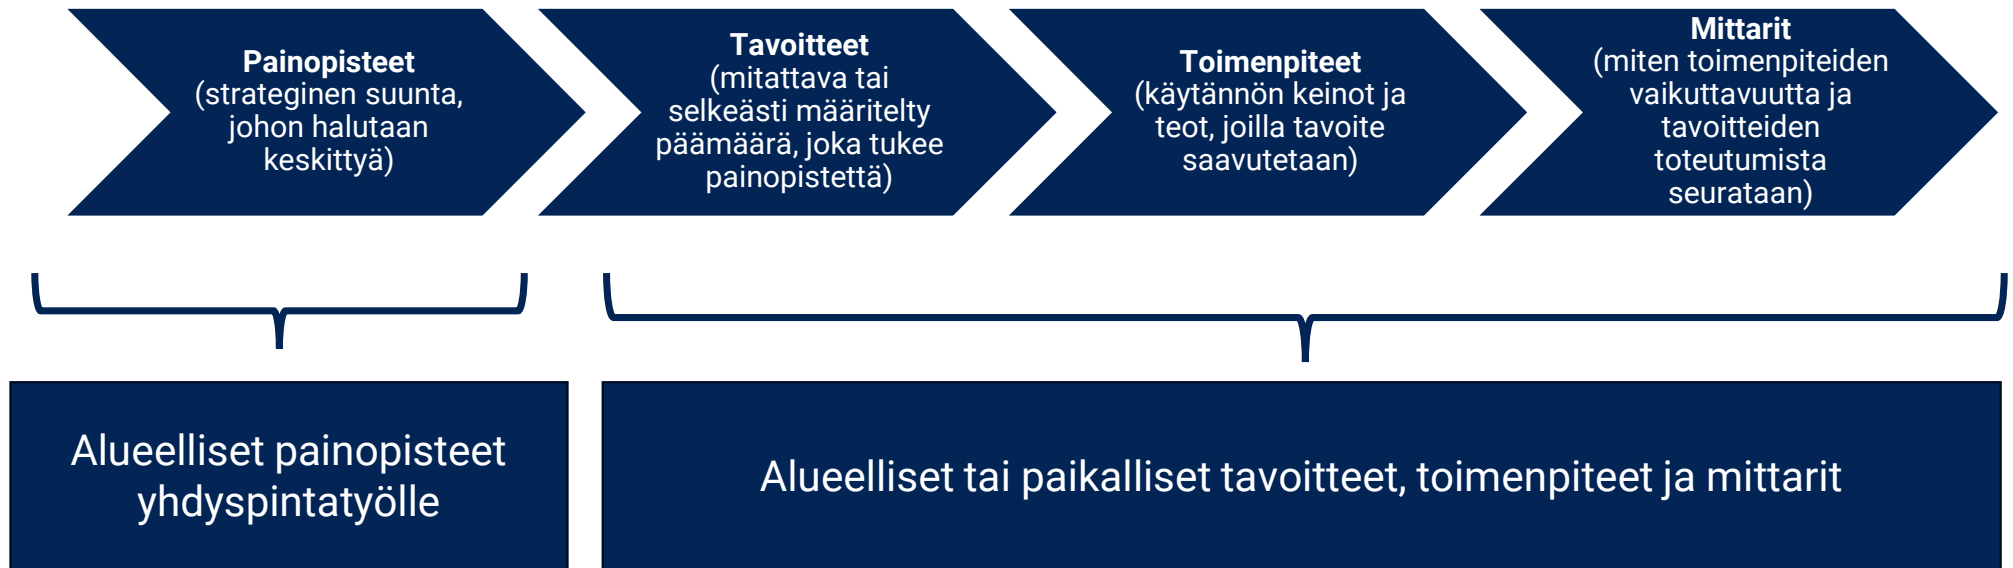 Painopisteet
(strateginen suunta,
johon halutaan
keskittyä)
Tavoitteet
(mitattava tai
selkeästi määritelty
päämäärä, joka tukee
painopistettä)
Toimenpiteet
(käytännön keinot ja
teot, joilla tavoite
saavutetaan)
Mittarit
(miten toimenpiteiden
vaikuttavuutta ja
tavoitteiden
toteutumista
seurataan)
Alueelliset painopisteet
yhdyspintatyölle
Alueelliset tai paikalliset tavoitteet, toimenpiteet ja mittarit